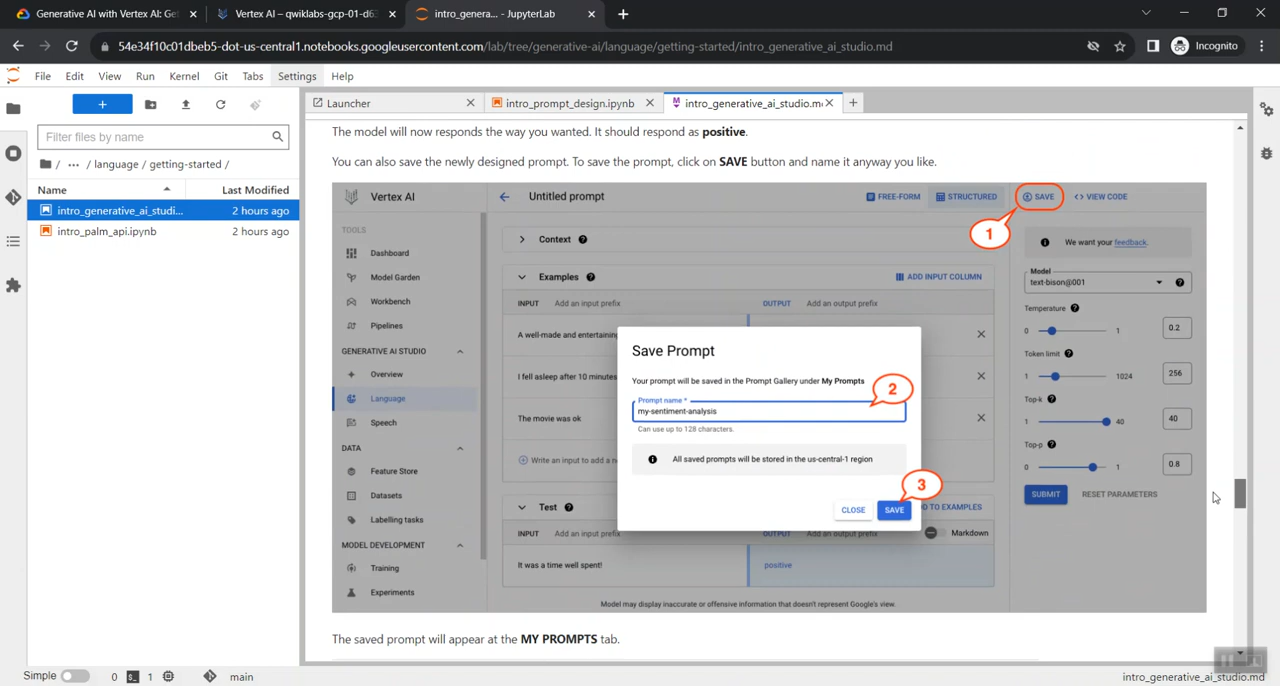 Generative AI with Vertex AI: Get
Vertex AI – qwiklabs-gcp-01-d63
intro_genera... - JupyterLab
54e34f10c01dbeb5-dot-us-central1.notebooks.googleusercontent.com/lab/tree/generative-ai/language/getting-started/intro_generative_ai_studio.md
Incognito
File Edit View Run Kernel Git Tabs Settings Help
Launcher
intro_prompt_design.ipynb
intro_generative_ai_studio.m
Filter files by name
/ ... / language / getting-started /
Name Last Modified
intro_generative_ai_studi... 2 hours ago
intro_palm_api.ipynb 2 hours ago
The model will now responds the way you wanted. It should respond as positive.
You can also save the newly designed prompt. To save the prompt, click on SAVE button and name it anyway you like.
Vertex AI
Untitled prompt
FREE-FORM STRUCTURED SAVE <> VIEW CODE
1
TOOLS
Dashboard
Model Garden
Workbench
Pipelines
GENERATIVE AI STUDIO
Overview
Language
Speech
DATA
Feature Store
Datasets
Labelling tasks
MODEL DEVELOPMENT
Training
Experiments
Context
Examples ADD INPUT COLUMN
INPUT Add an input prefix OUTPUT Add an output prefix
A well-made and entertaining
I fell asleep after 10 minutes
The movie was ok
Write an input to add a n
Save Prompt
Your prompt will be saved in the Prompt Gallery under My Prompts
2
Prompt name *
my-sentiment-analysis
Can use up to 128 characters.
All saved prompts will be stored in the us-central-1 region
3
CLOSE SAVE
Test
O TO EXAMPLES
INPUT Add an input prefix OUTPUT Add an output prefix Markdown
It was a time well spent! positive
Model may display inaccurate or offensive information that doesn't represent Google's view.
We want your feedback.
Model
text-bison@001
Temperature
0 1 0.2
Token limit
1 1024 256
Top-k
1 40 40
Top-p
0 1 0.8
SUBMIT RESET PARAMETERS
The saved prompt will appear at the MY PROMPTS tab.
Simple 0 1 main
intro_generative_ai_studio.md